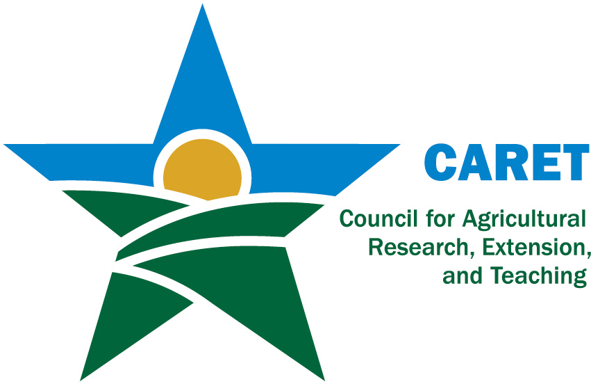 CARET
Council for Agricultural
Research, Extension,
and Teaching